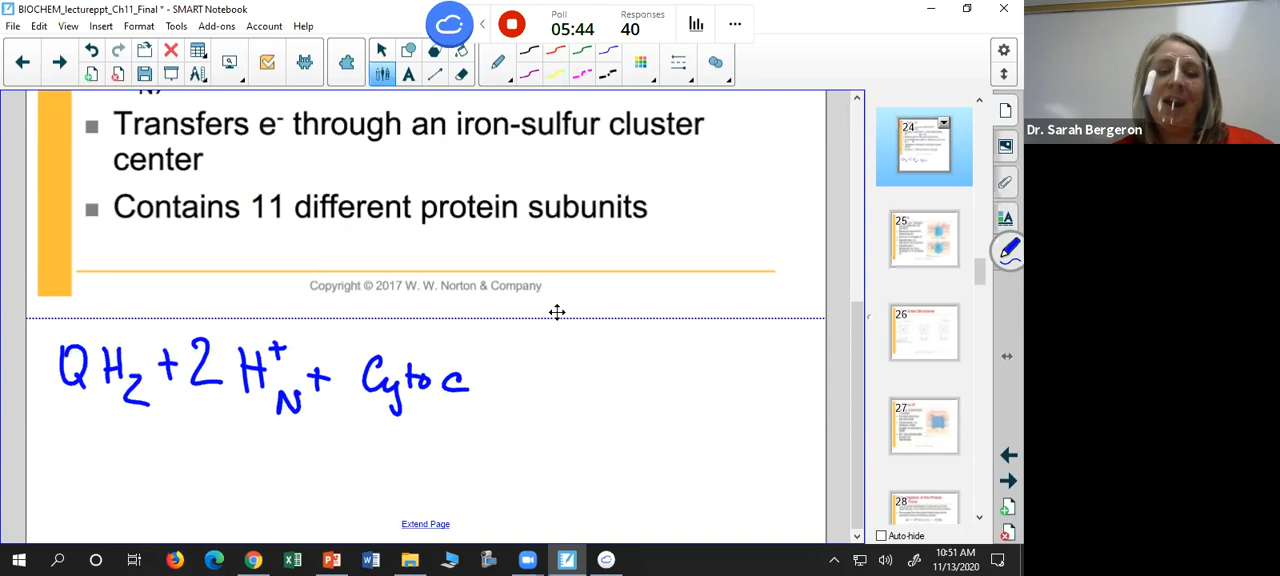 BIOCHEM_lectureppt_Ch11_Final * - SMART Notebook
File Edit View Insert Format Tools Add-ons Account Help
Poll
05:44
Responses
40
Transfers e- through an iron-sulfur cluster
center
Contains 11 different protein subunits
Copyright © 2017 W. W. Norton & Company
QH2 + 2 H+N + Cyto c
Extend Page
24
25
26
27
28
Auto-hide
Dr. Sarah Bergeron
10:51 AM
11/13/2020